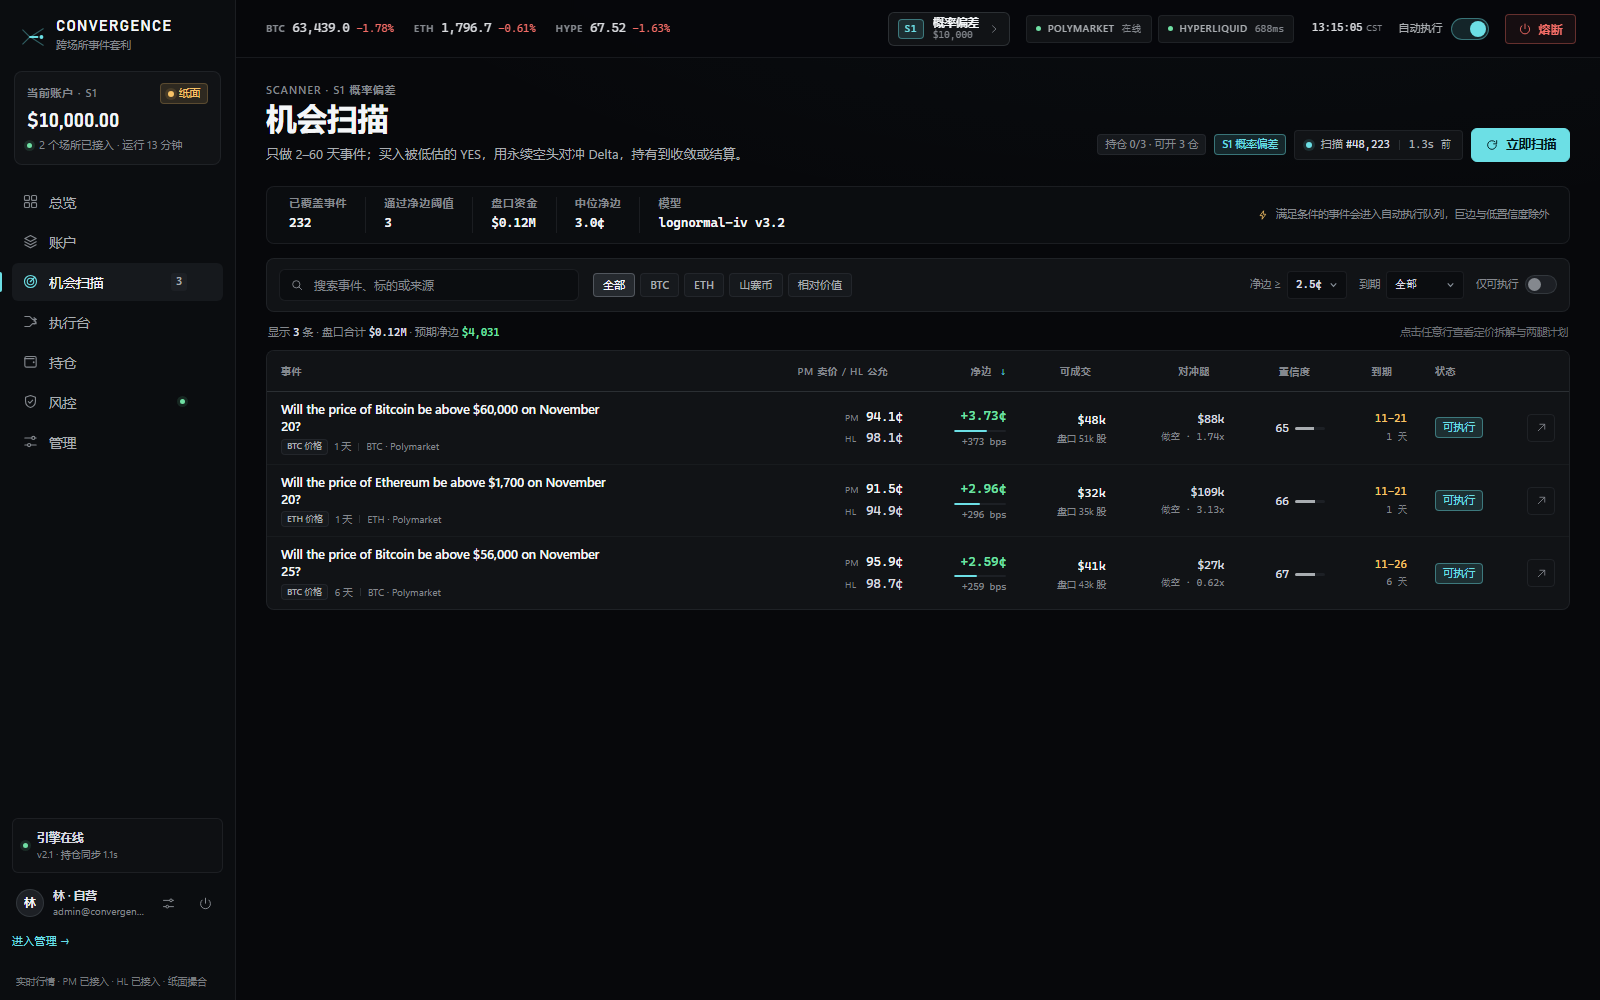 CONVERGENCE
跨场所事件套利
BTC 63,439.0 −1.78% ETH 1,796.7 −0.61% HYPE 67.52 −1.63%
S1 概率偏差 $10,000
POLYMARKET 在线
HYPERLIQUID 688ms
13:15:05 CST
自动执行
熔断
当前账户 · S1
纸面
$10,000.00
2 个场所已接入 · 运行 13 分钟
总览
账户
机会扫描 3
执行台
持仓
风控
管理
引擎在线
v2.1 · 持仓同步 1.1s
林
林 · 自营
admin@convergen...
进入管理 →
实时行情 · PM 已接入 · HL 已接入 · 纸面撮合
SCANNER · S1 概率偏差
机会扫描
只做 2–60 天事件；买入被低估的 YES，用永续空头对冲 Delta，持有到收敛或结算。
持仓 0/3 · 可开 3 仓
S1 概率偏差
扫描 #48,223 1.3s 前
立即扫描
已覆盖事件 通过净边阈值 盘口资金 中位净边 模型
232 3 $0.12M 3.0¢ lognormal-iv v3.2
满足条件的事件会进入自动执行队列，巨边与低置信度除外
搜索事件、标的或来源
全部 BTC ETH 山寨币 相对价值
净边 ≥ 2.5¢ 到期 全部 仅可执行
显示 3 条 · 盘口合计 $0.12M · 预期净边 $4,031
点击任意行查看定价拆解与两腿计划
事件 PM 卖价 / HL 公允 净边 ↓ 可成交 对冲腿 置信度 到期 状态
Will the price of Bitcoin be above $60,000 on November
20?
BTC 价格 1 天 BTC · Polymarket
PM 94.1¢
HL 98.1¢
+3.73¢
+373 bps
$48k
盘口 51k 股
$88k
做空 · 1.74x
65
11-21
1 天
可执行
Will the price of Ethereum be above $1,700 on November
20?
ETH 价格 1 天 ETH · Polymarket
PM 91.5¢
HL 94.9¢
+2.96¢
+296 bps
$32k
盘口 35k 股
$109k
做空 · 3.13x
66
11-21
1 天
可执行
Will the price of Bitcoin be above $56,000 on November
25?
BTC 价格 6 天 BTC · Polymarket
PM 95.9¢
HL 98.7¢
+2.59¢
+259 bps
$41k
盘口 43k 股
$27k
做空 · 0.62x
67
11-26
6 天
可执行